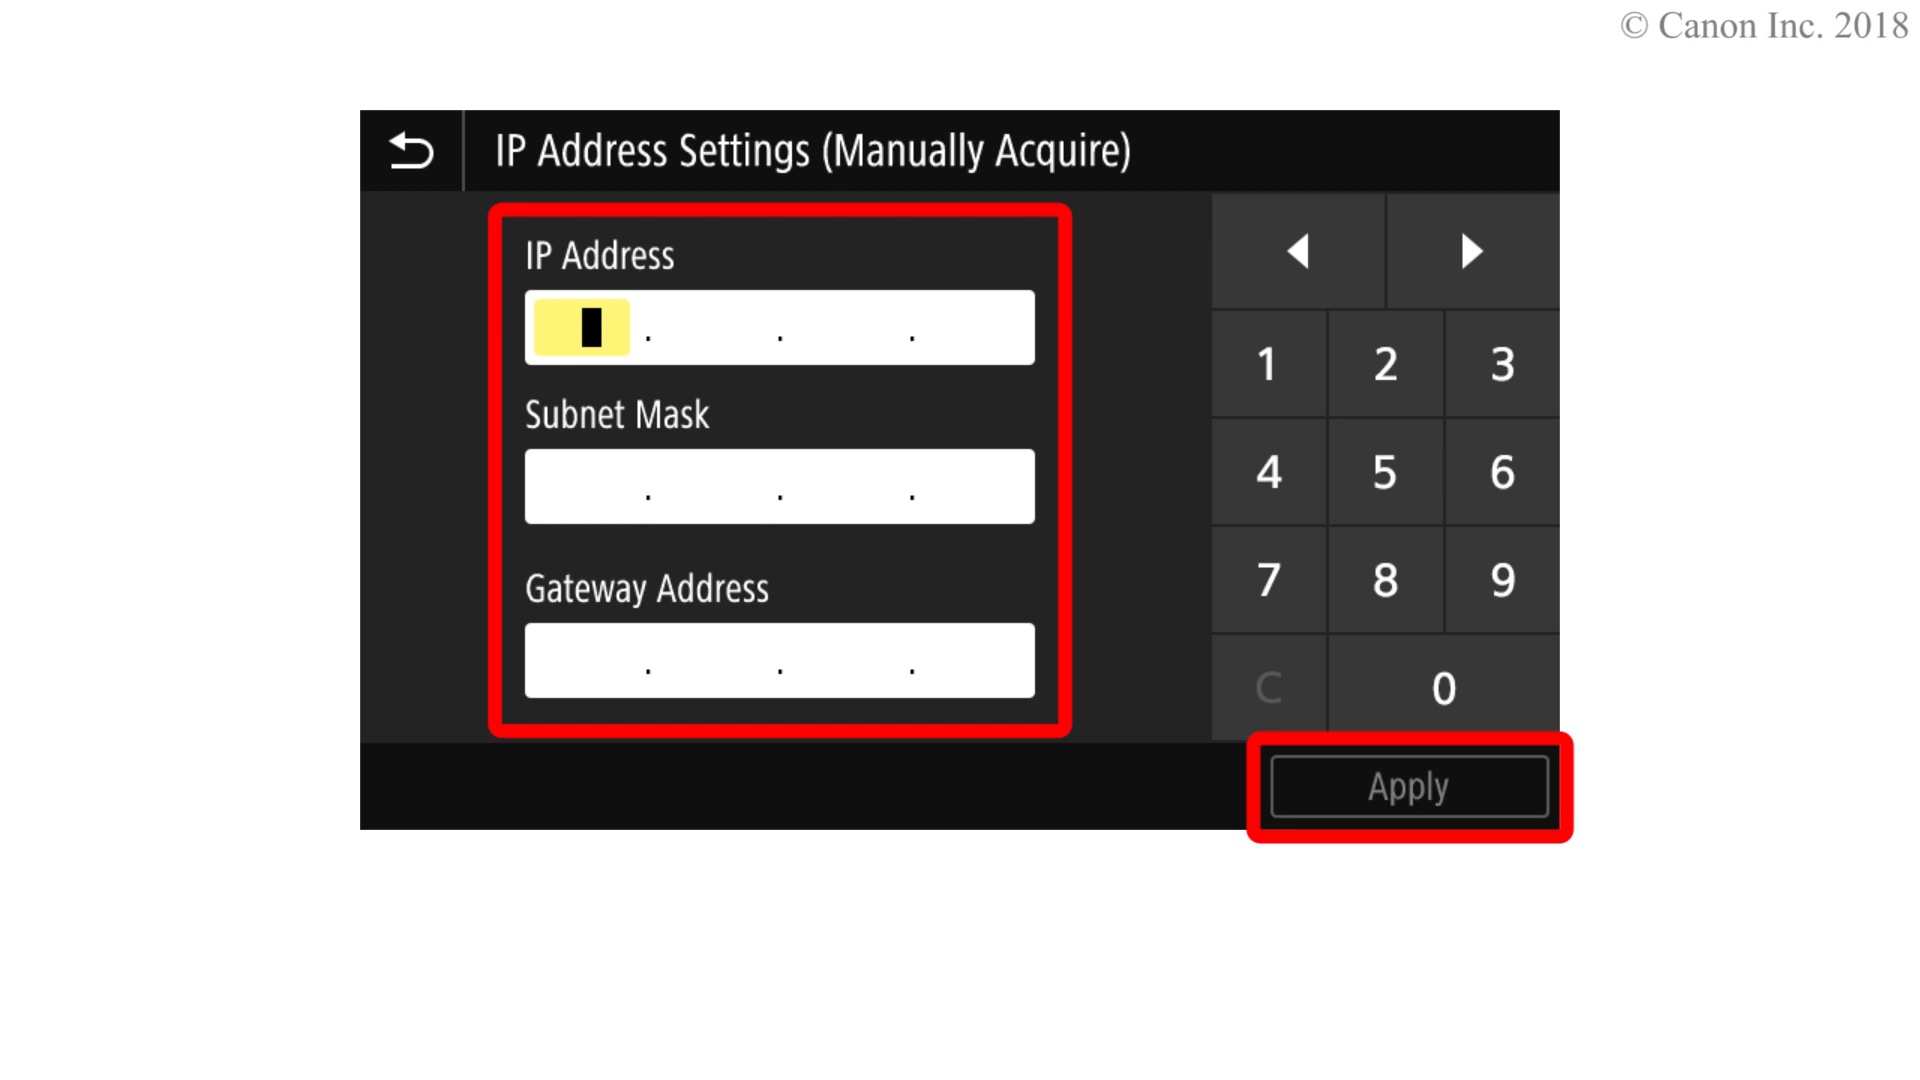 © Canon Inc. 2018
IP Address Settings (Manually Acquire)
IP Address
. . .
Subnet Mask
. . .
Gateway Address
. . .
1 2 3
4 5 6
7 8 9
C 0
Apply